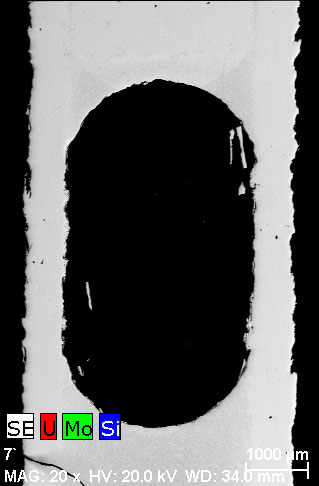 SE U Mo Si
7`
1000 µm
MAG: 20 x HV: 20.0 kV WD: 34.0 mm